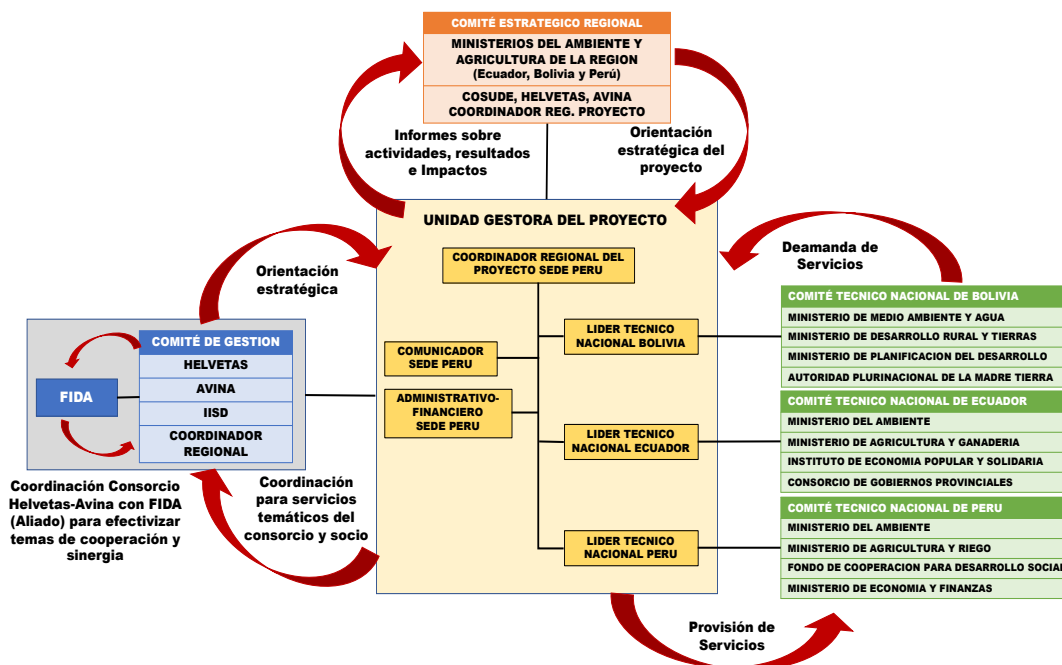 COMITÉ ESTRATEGICO REGIONAL
MINISTERIOS DEL AMBIENTE Y
AGRICULTURA DE LA REGION
(Ecuador, Bolivia y Perú)
COSUDE, HELVETAS, AVINA
COORDINADOR REG. PROYECTO
Informes sobre
actividades, resultados
e Impactos
Orientación
estratégica del
proyecto
UNIDAD GESTORA DEL PROYECTO
COORDINADOR REGIONAL DEL
PROYECTO SEDE PERU
LIDER TECNICO
NACIONAL BOLIVIA
COMUNICADOR
SEDE PERU
ADMINISTRATIVO-
FINANCIERO
SEDE PERU
LIDER TECNICO
NACIONAL ECUADOR
LIDER TECNICO
NACIONAL PERU
Orientación
estratégica
COMITÉ DE GESTION
HELVETAS
AVINA
IISD
COORDINADOR
REGIONAL
FIDA
Coordinación Consorcio
Helvetas-Avina con FIDA
(Aliado) para efectivizar
temas de cooperación y
sinergia
Coordinación
para servicios
temáticos del
consorcio y socio
Deamanda de
Servicios
COMITÉ TECNICO NACIONAL DE BOLIVIA
MINISTERIO DE MEDIO AMBIENTE Y AGUA
MINISTERIO DE DESARROLLO RURAL Y TIERRAS
MINISTERIO DE PLANIFICACION DEL DESARROLLO
AUTORIDAD PLURINACIONAL DE LA MADRE TIERRA
COMITÉ TECNICO NACIONAL DE ECUADOR
MINISTERIO DEL AMBIENTE
MINISTERIO DE AGRICULTURA Y GANADERIA
INSTITUTO DE ECONOMIA POPULAR Y SOLIDARIA
CONSORCIO DE GOBIERNOS PROVINCIALES
COMITÉ TECNICO NACIONAL DE PERU
MINISTERIO DEL AMBIENTE
MINISTERIO DE AGRICULTURA Y RIEGO
FONDO DE COOPERACION PARA DESARROLLO SOCIAL
MINISTERIO DE ECONOMIA Y FINANZAS
Provisión de
Servicios